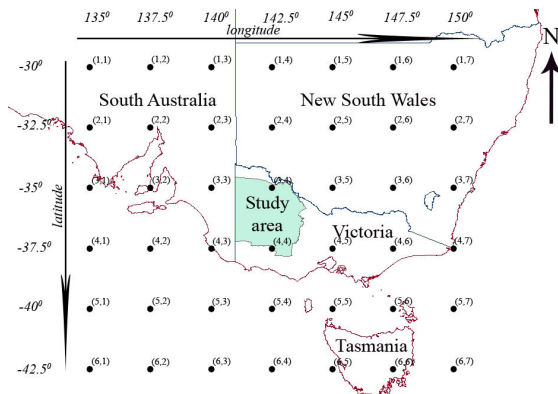 135⁰ 137.5⁰ 140⁰ 142.5⁰ 145⁰ 147.5⁰ 150⁰
longitude
N
-30⁰ (1,1) (1,2) (1,3) (1,4) (1,5) (1,6) (1,7)
South Australia New South Wales
-32.5⁰ (2,1) (2,2) (2,3) (2,4) (2,5) (2,6) (2,7)
-35⁰ (3,1) (3,2) (3,3) (3,4) (3,5) (3,6) (3,7)
latitude
Study
area
Victoria
-37.5⁰ (4,1) (4,2) (4,3) (4,4) (4,5) (4,6) (4,7)
-40⁰ (5,1) (5,2) (5,3) (5,4) (5,5) (5,6) (5,7)
Tasmania
-42.5⁰ (6,1) (6,2) (6,3) (6,4) (6,5) (6,6) (6,7)